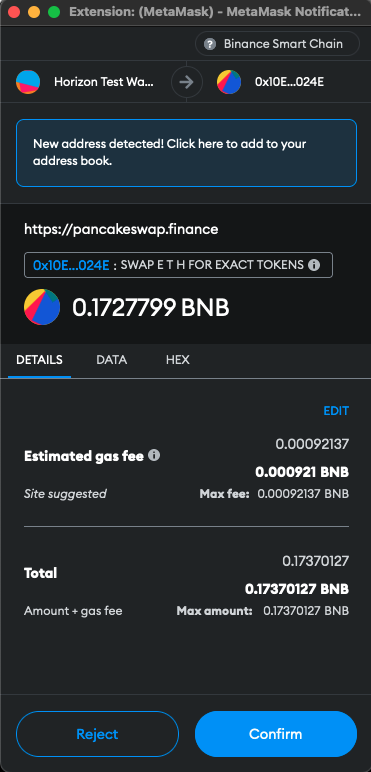 Extension: (MetaMask) - MetaMask Notificat...
? Binance Smart Chain
Horizon Test Wa...
0x10E...024E
New address detected! Click here to add to your
address book.
https://pancakeswap.finance
0x10E...024E : SWAP E T H FOR EXACT TOKENS i
0.1727799 BNB
DETAILS DATA HEX
EDIT
0.00092137
Estimated gas fee i
0.000921 BNB
Site suggested Max fee: 0.00092137 BNB
0.17370127
Total
0.17370127 BNB
Amount + gas fee Max amount: 0.17370127 BNB
Reject Confirm